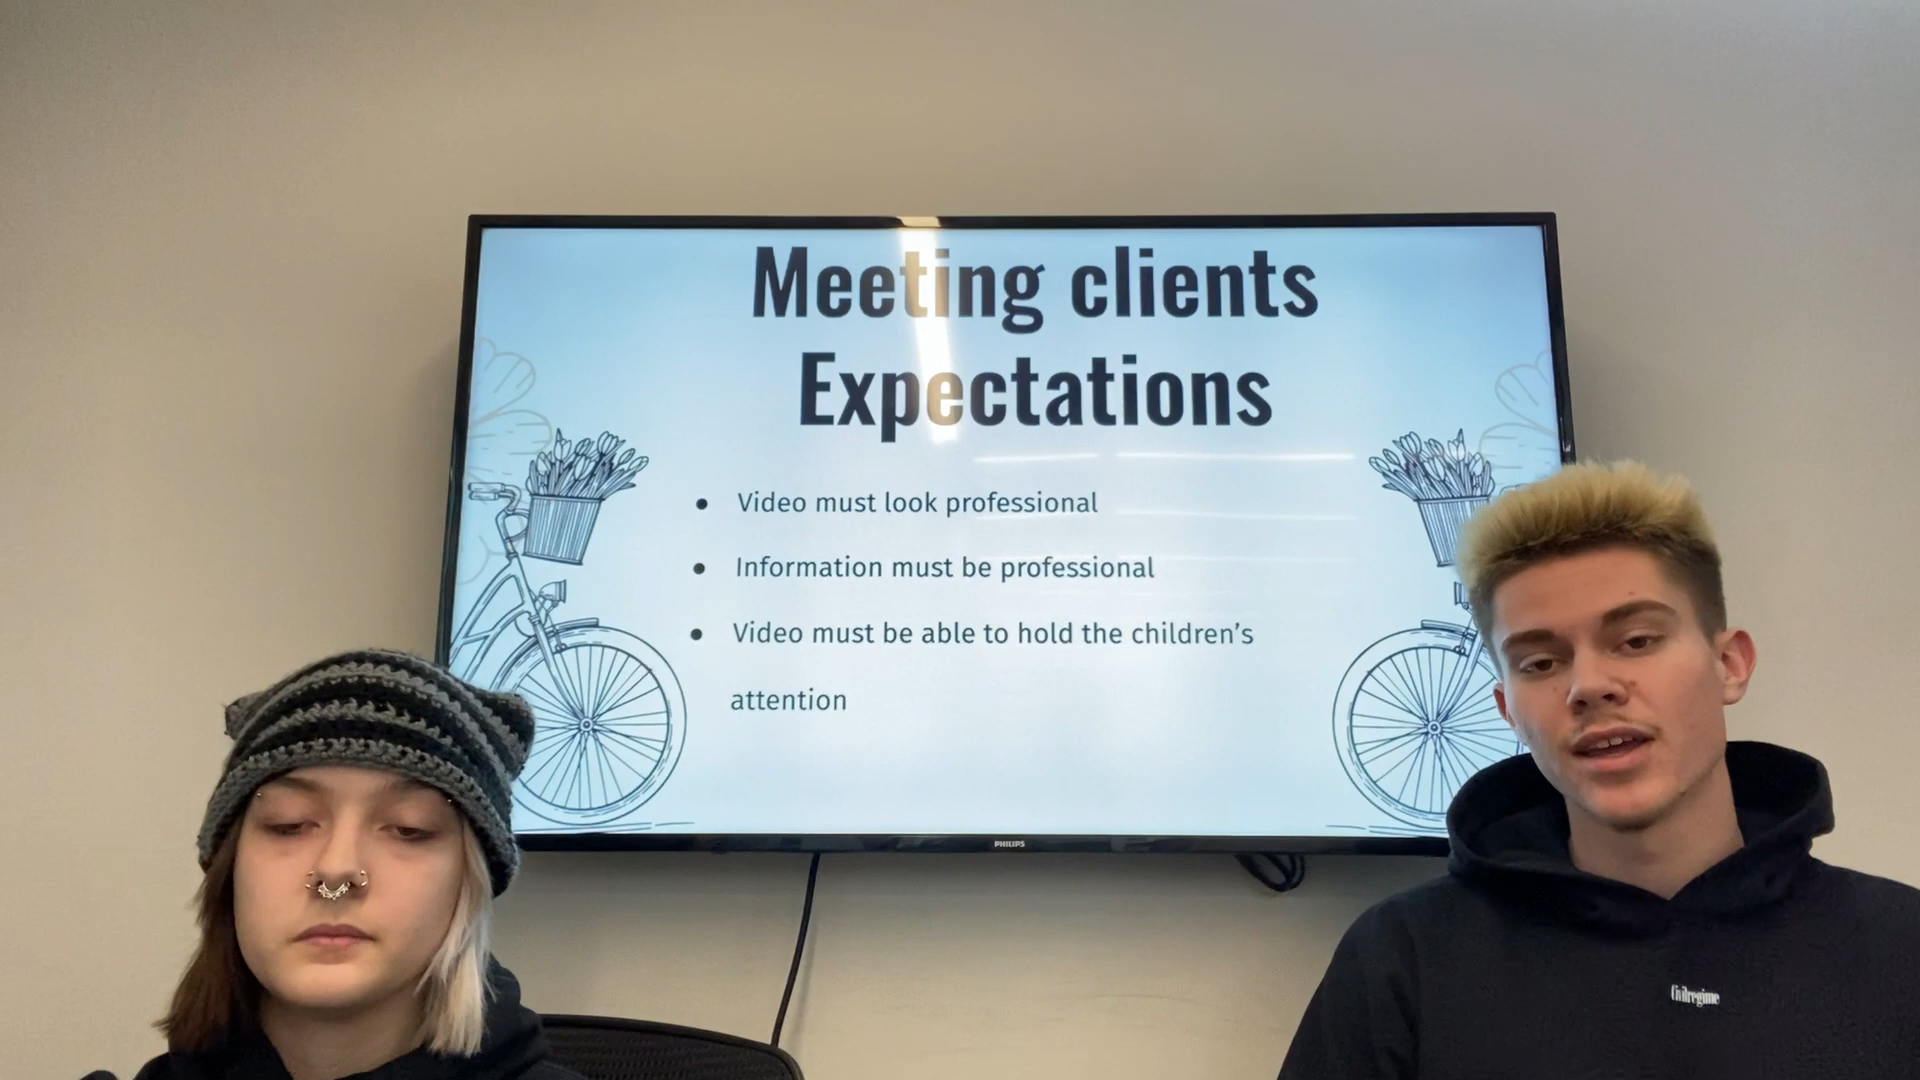 Meeting clients
Expectations
● Video must look professional
● Information must be professional
● Video must be able to hold the children's
attention
PHILIPS
Civilregime